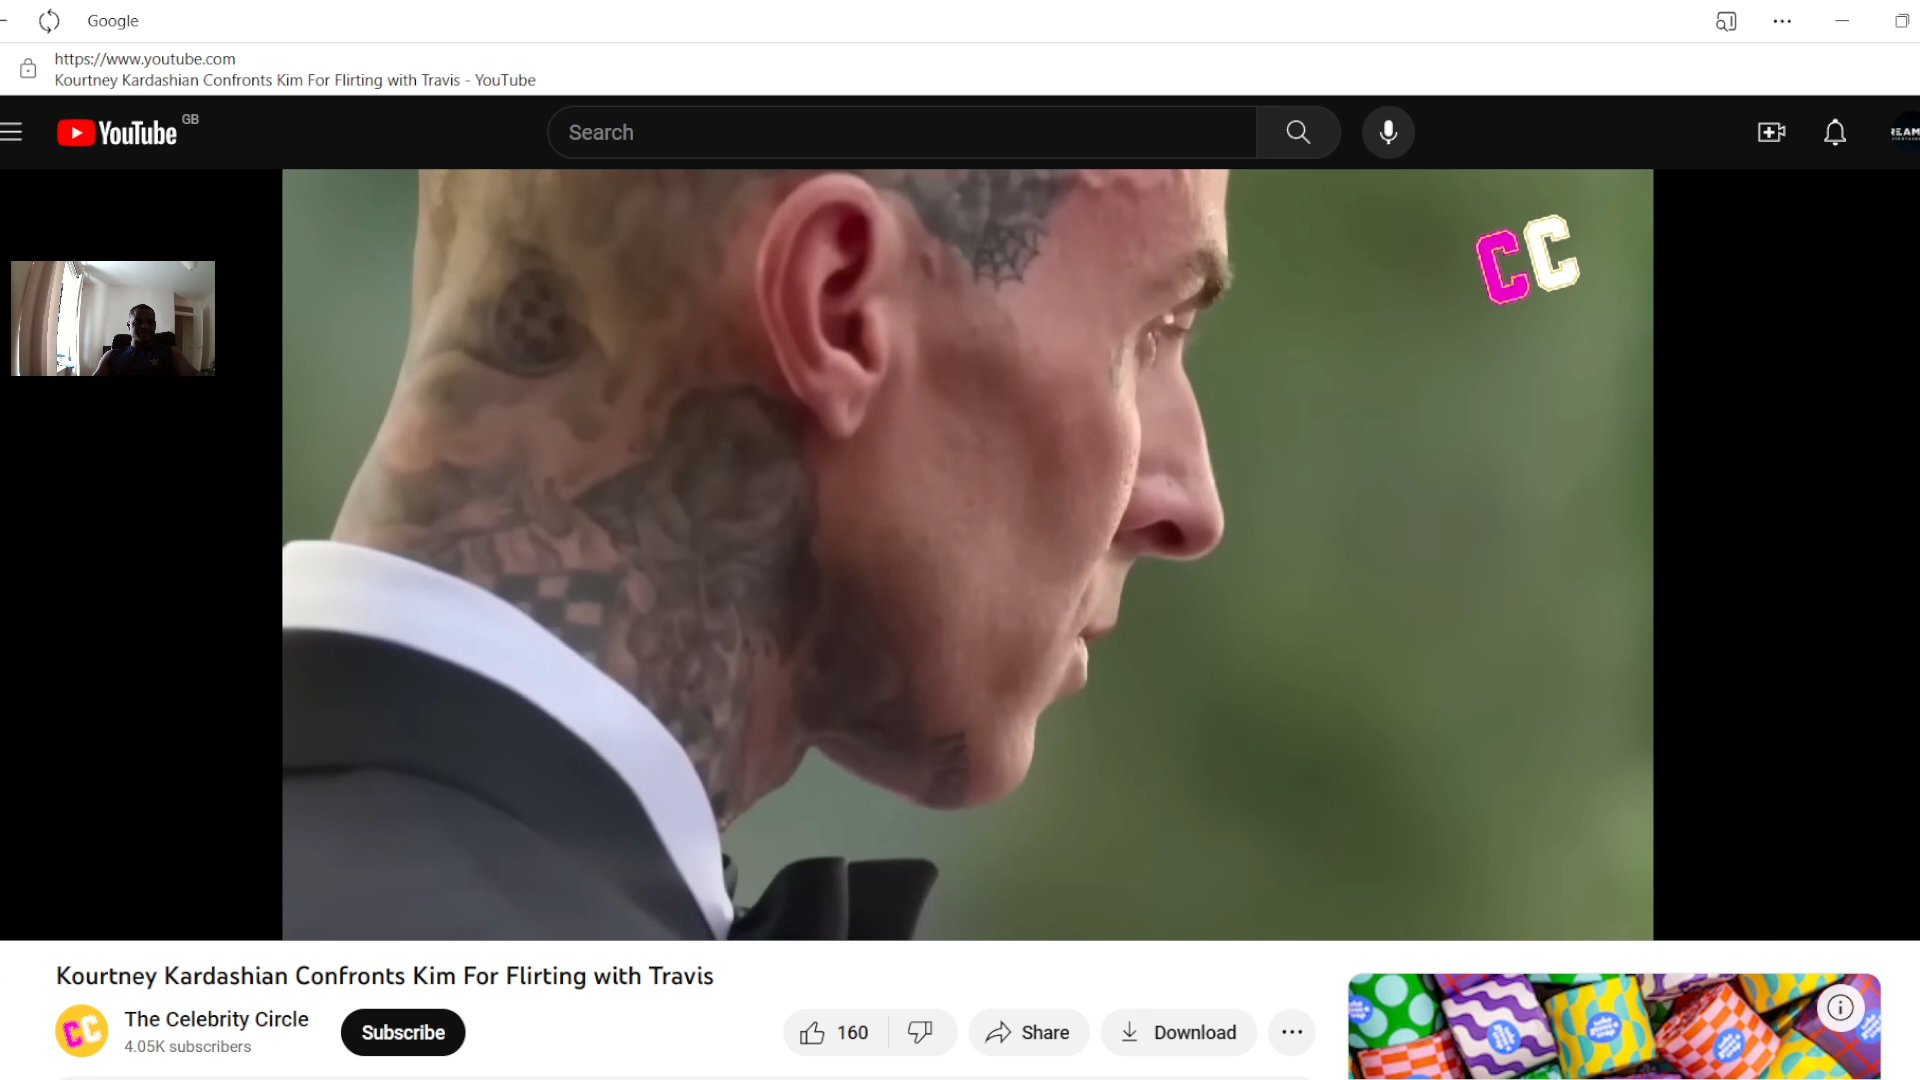 Google
https://www.youtube.com
Kourtney Kardashian Confronts Kim For Flirting with Travis - YouTube
YouTube GB
Search
CC
Kourtney Kardashian Confronts Kim For Flirting with Travis
CC
The Celebrity Circle
4.05K subscribers
Subscribe
160
Share
Download